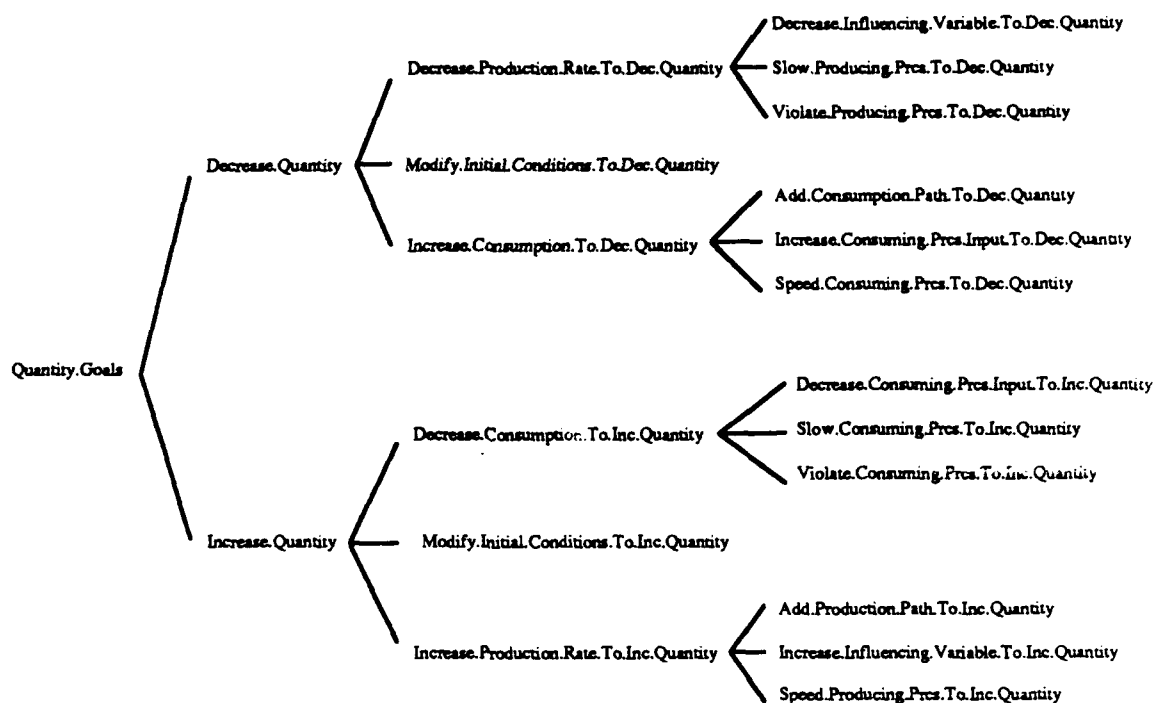 Decrease.Influencing.Variable.To.Dec.Quantity
Decrease.Production.Rate.To.Dec.Quantity
Slow.Producing.Prcs.To.Dec.Quantity
Violate.Producing.Prcs.To.Dec.Quantity
Decrease.Quantity
Modify.Initial.Conditions.To.Dec.Quantity
Add.Consumption.Path.To.Dec.Quantity
Increase.Consumption.To.Dec.Quantity
Increase.Consuming.Prcs.Input.To.Dec.Quantity
Speed.Consuming.Prcs.To.Dec.Quantity
Quantity.Goals
Decrease.Consuming.Prcs.Input.To.Inc.Quantity
Decrease.Consumption.To.Inc.Quantity
Slow.Consuming.Prcs.To.Inc.Quantity
Violate.Consuming.Prcs.To.Inc.Quantity
Increase.Quantity
Modify.Initial.Conditions.To.Inc.Quantity
Add.Production.Path.To.Inc.Quantity
Increase.Production.Rate.To.Inc.Quantity
Increase.Influencing.Variable.To.Inc.Quantity
Speed.Producing.Prcs.To.Inc.Quantity